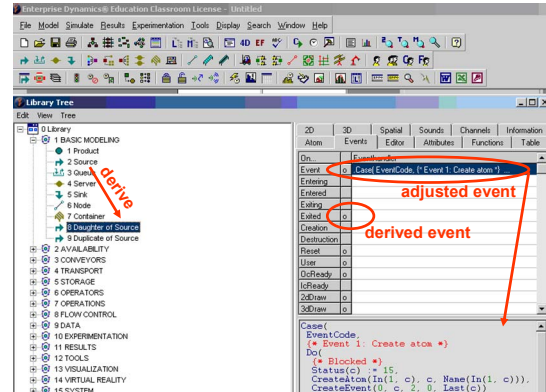 Enterprise Dynamics® Education Classroom License - Untitled
File Model Simulate Results Experimentation Tools Display Search Window Help
4D EF
Library Tree
Edit View Tree
0 Library
1 BASIC MODELING
1 Product
2 Source
3 Queue
4 Server
5 Sink
6 Node
7 Container
8 Daughter of Source
9 Duplicate of Source
2 AVAILABILITY
3 CONVEYORS
4 TRANSPORT
5 STORAGE
6 OPERATORS
7 OPERATIONS
8 FLOW CONTROL
9 DATA
10 EXPERIMENTATION
11 RESULTS
12 TOOLS
13 VISUALIZATION
14 VIRTUAL REALITY
15 SYSTEM
derive
2D 3D Spatial Sounds Channels Information
Atom Events Editor Attributes Functions Table
On... Eventhandler
Event o .Case( EventCode, {* Event 1: Create atom *} ...
Entering
Entered
Exiting
Exited o
Creation
Destruction
Reset o
User o
OcReady o
IcReady
2dDraw o
3dDraw o
adjusted event
derived event
Case(
EventCode,
{* Event 1: Create atom *}
Do(
{* Blocked *}
Status(c) := 15,
CreateAtom(In(1, c), c, Name(In(1, c))),
CreateEvent(0, c, 2, 0, Last(c))